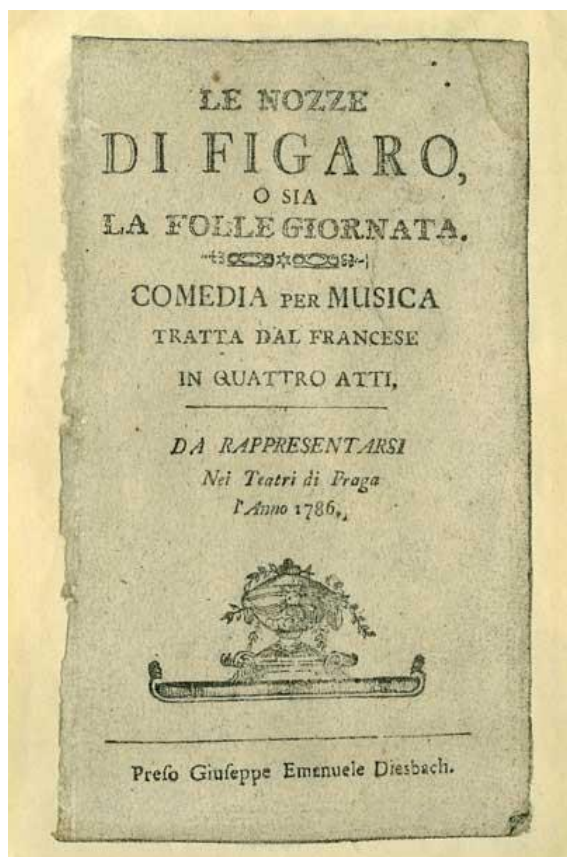 LE NOZZE
DI FIGARO,
O SIA
LA FOLLE GIORNATA.
COMEDIA PER MUSICA
TRATTA DAL FRANCESE
IN QUATTRO ATTI,
DA RAPPRESENTARSI
Nei Teatri di Praga
l'Anno 1786.
Preſo Giuſeppe Emanuele Diesbach.